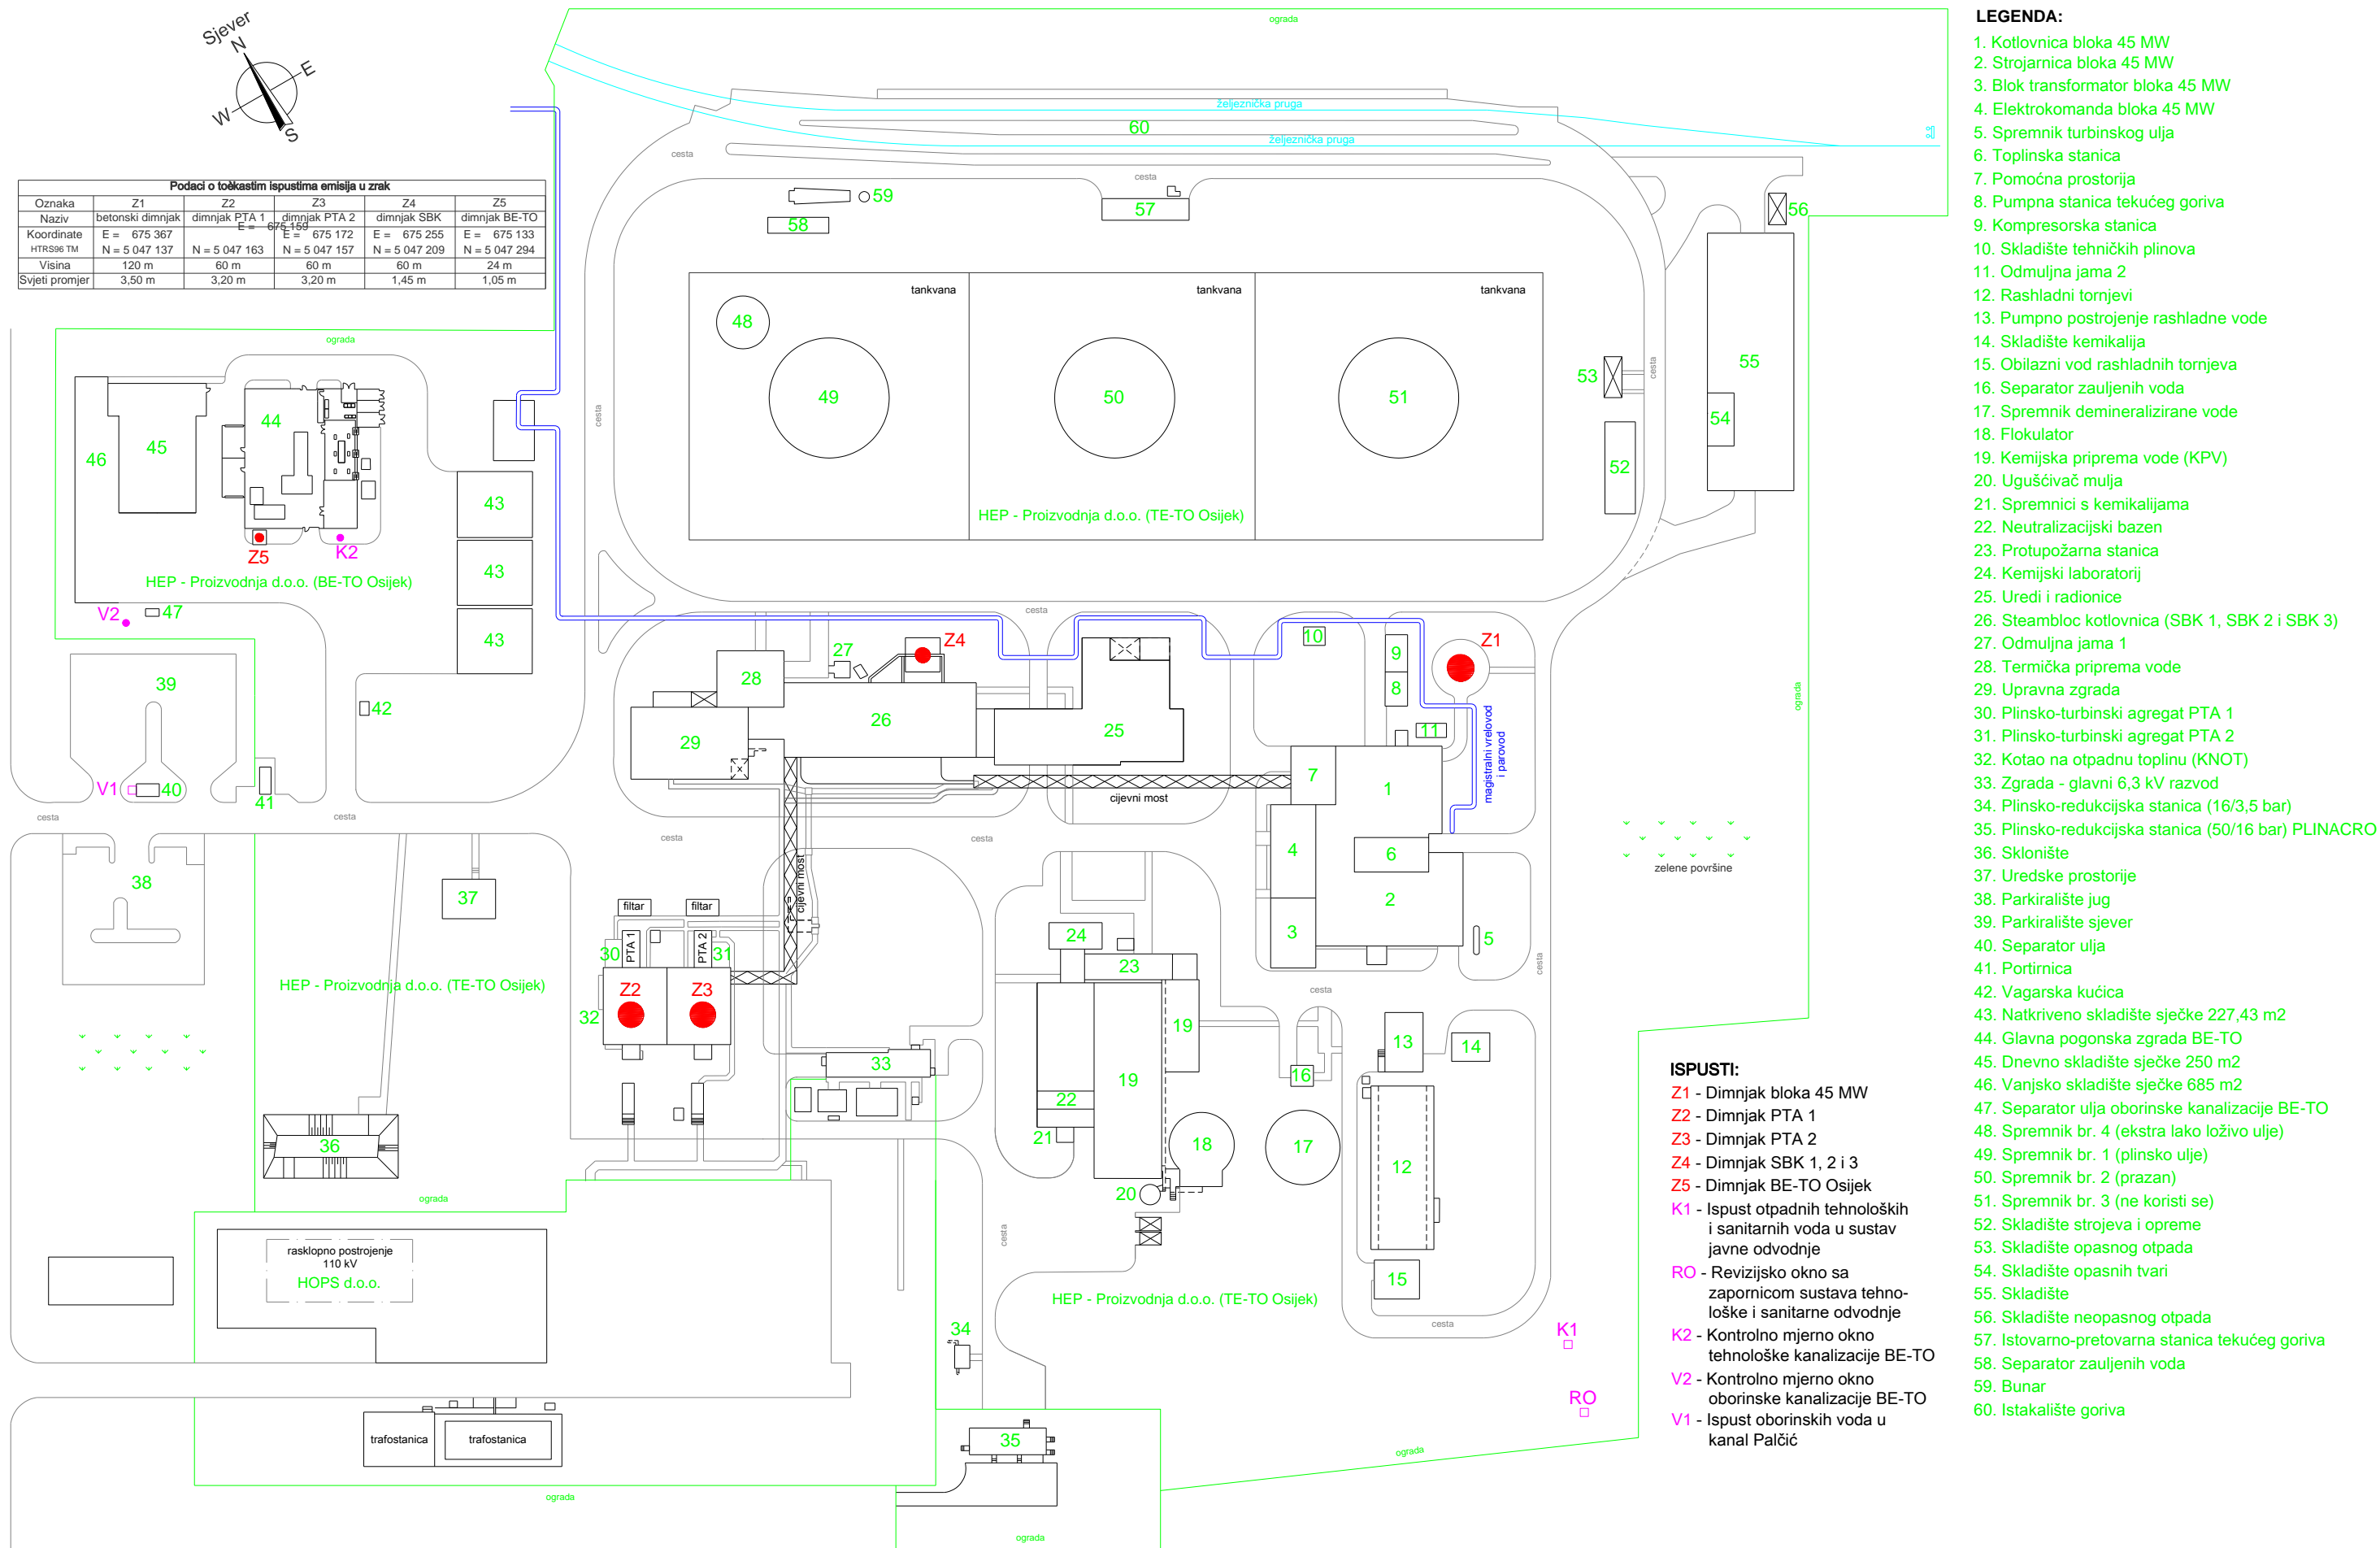 Sjever
N
E
W
S
Podaci o toèkastim ispustima emisija u zrak
Oznaka Z1 Z2 Z3 Z4 Z5
Naziv betonski dimnjak dimnjak PTA 1 dimnjak PTA 2 dimnjak SBK dimnjak BE-TO
Koordinate E = 675 367 E = 675 159 E = 675 172 E = 675 255 E = 675 133
HTRS96 TM N = 5 047 137 N = 5 047 163 N = 5 047 157 N = 5 047 209 N = 5 047 294
Visina 120 m 60 m 60 m 60 m 24 m
Svjeti promjer 3,50 m 3,20 m 3,20 m 1,45 m 1,05 m
ograda
željeznička pruga
60
željeznička pruga
cesta
cesta
59
58
57
56
tankvana
tankvana
tankvana
48
49
50
51
53
cesta
55
54
52
HEP - Proizvodnja d.o.o. (TE-TO Osijek)
ograda
cesta
44
45
46
43
43
43
Z5
K2
HEP - Proizvodnja d.o.o. (BE-TO Osijek)
V2
47
cesta
39
42
V1
40
41
cesta
cesta
27
Z4
28
26
29
25
10
9
8
Z1
11
7
1
magistralni vrelovod
i parovod
ograda
cijevni most
cesta
cesta
4
6
2
3
5
zelene površine
38
37
filtar
filtar
cijevni most
30
PTA 1
PTA 2
31
Z2
Z3
32
HEP - Proizvodnja d.o.o. (TE-TO Osijek)
24
23
cesta
cesta
19
19
13
14
16
33
22
21
18
17
12
20
15
36
ograda
rasklopno postrojenje
110 kV
HOPS d.o.o.
cesta
HEP - Proizvodnja d.o.o. (TE-TO Osijek)
cesta
34
K1
RO
trafostanica
trafostanica
35
ograda
ograda
ograda
ISPUSTI:
Z1 - Dimnjak bloka 45 MW
Z2 - Dimnjak PTA 1
Z3 - Dimnjak PTA 2
Z4 - Dimnjak SBK 1, 2 i 3
Z5 - Dimnjak BE-TO Osijek
K1 - Ispust otpadnih tehnoloških
i sanitarnih voda u sustav
javne odvodnje
RO - Revizijsko okno sa
zapornicom sustava tehno-
loške i sanitarne odvodnje
K2 - Kontrolno mjerno okno
tehnološke kanalizacije BE-TO
V2 - Kontrolno mjerno okno
oborinske kanalizacije BE-TO
V1 - Ispust oborinskih voda u
kanal Palčić
LEGENDA:
1. Kotlovnica bloka 45 MW
2. Strojarnica bloka 45 MW
3. Blok transformator bloka 45 MW
4. Elektrokomanda bloka 45 MW
5. Spremnik turbinskog ulja
6. Toplinska stanica
7. Pomoćna prostorija
8. Pumpna stanica tekućeg goriva
9. Kompresorska stanica
10. Skladište tehničkih plinova
11. Odmuljna jama 2
12. Rashladni tornjevi
13. Pumpno postrojenje rashladne vode
14. Skladište kemikalija
15. Obilazni vod rashladnih tornjeva
16. Separator zauljenih voda
17. Spremnik demineralizirane vode
18. Flokulator
19. Kemijska priprema vode (KPV)
20. Ugušćivač mulja
21. Spremnici s kemikalijama
22. Neutralizacijski bazen
23. Protupožarna stanica
24. Kemijski laboratorij
25. Uredi i radionice
26. Steambloc kotlovnica (SBK 1, SBK 2 i SBK 3)
27. Odmuljna jama 1
28. Termička priprema vode
29. Upravna zgrada
30. Plinsko-turbinski agregat PTA 1
31. Plinsko-turbinski agregat PTA 2
32. Kotao na otpadnu toplinu (KNOT)
33. Zgrada - glavni 6,3 kV razvod
34. Plinsko-redukcijska stanica (16/3,5 bar)
35. Plinsko-redukcijska stanica (50/16 bar) PLINACRO
36. Sklonište
37. Uredske prostorije
38. Parkiralište jug
39. Parkiralište sjever
40. Separator ulja
41. Portirnica
42. Vagarska kućica
43. Natkriveno skladište sječke 227,43 m2
44. Glavna pogonska zgrada BE-TO
45. Dnevno skladište sječke 250 m2
46. Vanjsko skladište sječke 685 m2
47. Separator ulja oborinske kanalizacije BE-TO
48. Spremnik br. 4 (ekstra lako loživo ulje)
49. Spremnik br. 1 (plinsko ulje)
50. Spremnik br. 2 (prazan)
51. Spremnik br. 3 (ne koristi se)
52. Skladište strojeva i opreme
53. Skladište opasnog otpada
54. Skladište opasnih tvari
55. Skladište
56. Skladište neopasnog otpada
57. Istovarno-pretovarna stanica tekućeg goriva
58. Separator zauljenih voda
59. Bunar
60. Istakalište goriva